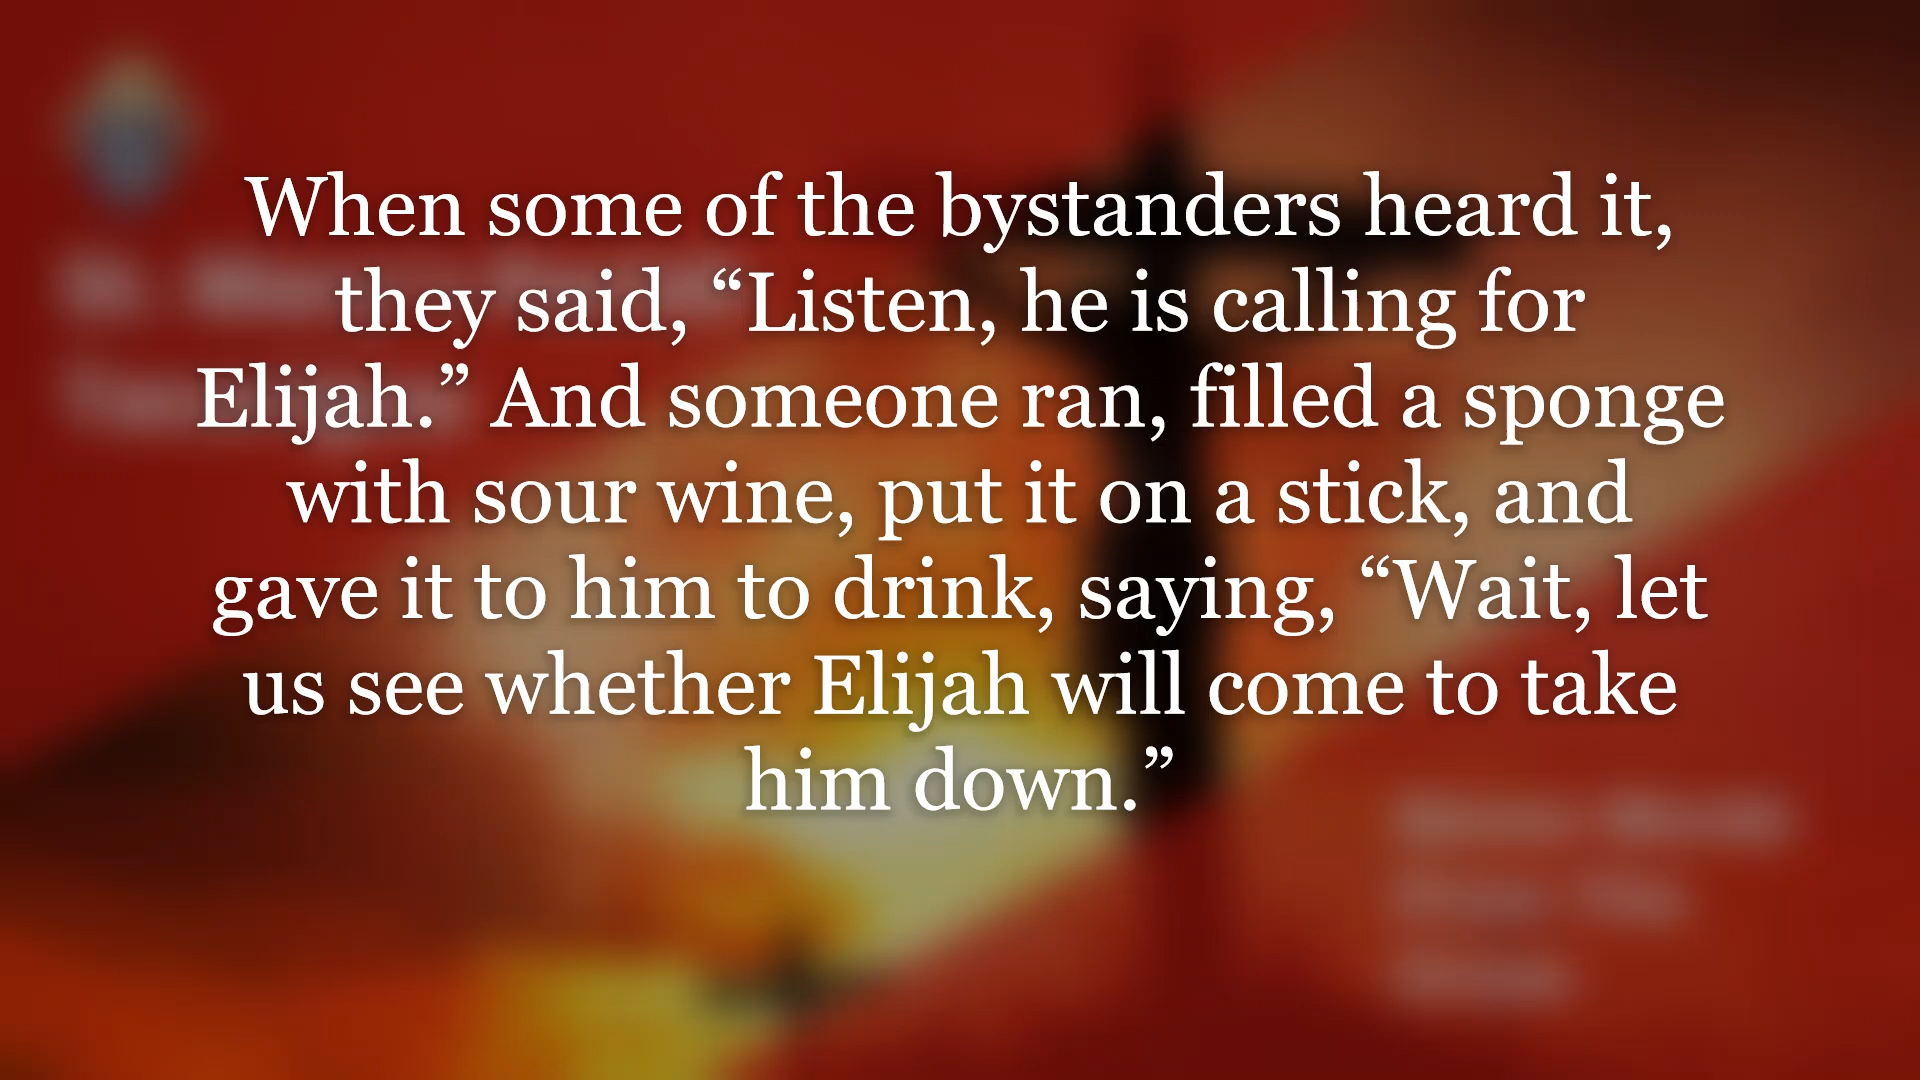 When some of the bystanders heard it,
they said, “Listen, he is calling for
Elijah.” And someone ran, filled a sponge
with sour wine, put it on a stick, and
gave it to him to drink, saying, “Wait, let
us see whether Elijah will come to take
him down.”